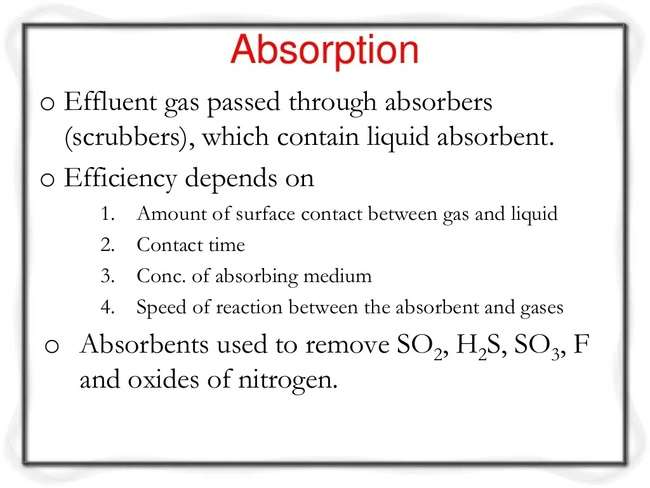 Absorption
o Effluent gas passed through absorbers
(scrubbers), which contain liquid absorbent.
o Efficiency depends on
1. Amount of surface contact between gas and liquid
2. Contact time
3. Conc. of absorbing medium
4. Speed of reaction between the absorbent and gases
o Absorbents used to remove SO₂, H₂S, SO₃, F
and oxides of nitrogen.